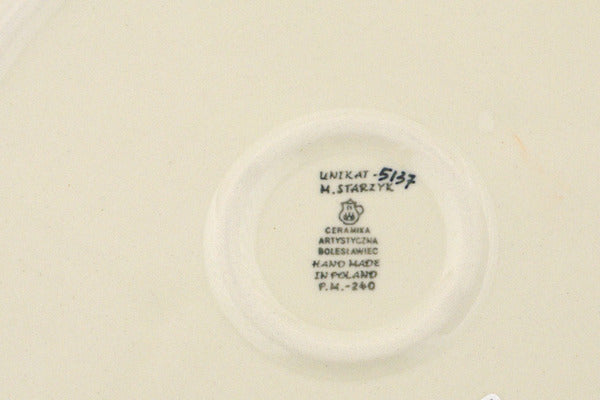 UNIKAT -5137
M. STARZYK
CERAMIKA
ARTYSTYCZNA
BOLESŁAWIEC
HAND MADE
IN POLAND
P.M.-240